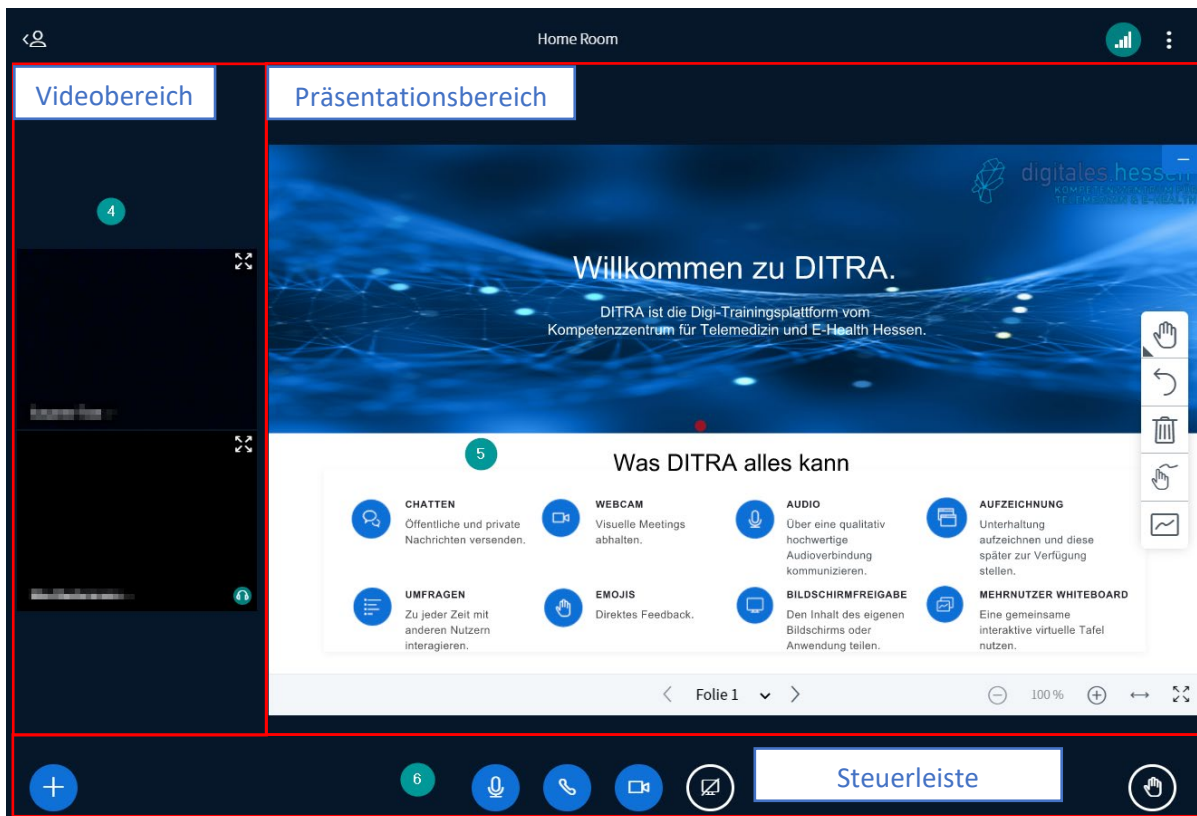 Home Room
Videobereich
Präsentationsbereich
4
digitales hessen
KOMPETENZZENTRUM FÜR
TELEMEDIZIN & E-HEALTH
Willkommen zu DITRA.
DITRA ist die Digi-Trainingsplattform vom
Kompetenzzentrum für Telemedizin und E-Health Hessen.
5
Was DITRA alles kann
CHATTEN
Öffentliche und private
Nachrichten versenden.
WEBCAM
Visuelle Meetings
abhalten.
AUDIO
Über eine qualitativ
hochwertige
Audioverbindung
kommunizieren.
AUFZEICHNUNG
Unterhaltung
aufzeichnen und diese
später zur Verfügung
stellen.
UMFRAGEN
Zu jeder Zeit mit
anderen Nutzern
interagieren.
EMOJIS
Direktes Feedback.
BILDSCHIRMFREIGABE
Den Inhalt des eigenen
Bildschirms oder
Anwendung teilen.
MEHRNUTZER WHITEBOARD
Eine gemeinsame
interaktive virtuelle Tafel
nutzen.
Folie 1
100 %
6
Steuerleiste